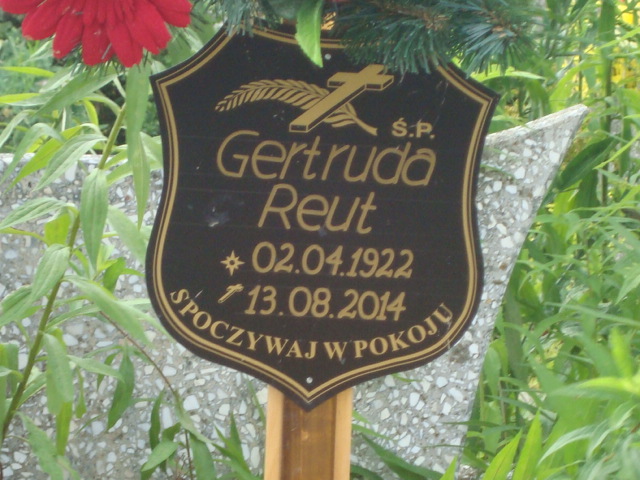 Ś.P.
Gertruda
Reut
02.04.1922
13.08.2014
SPOCZYWAJ W POKOJU